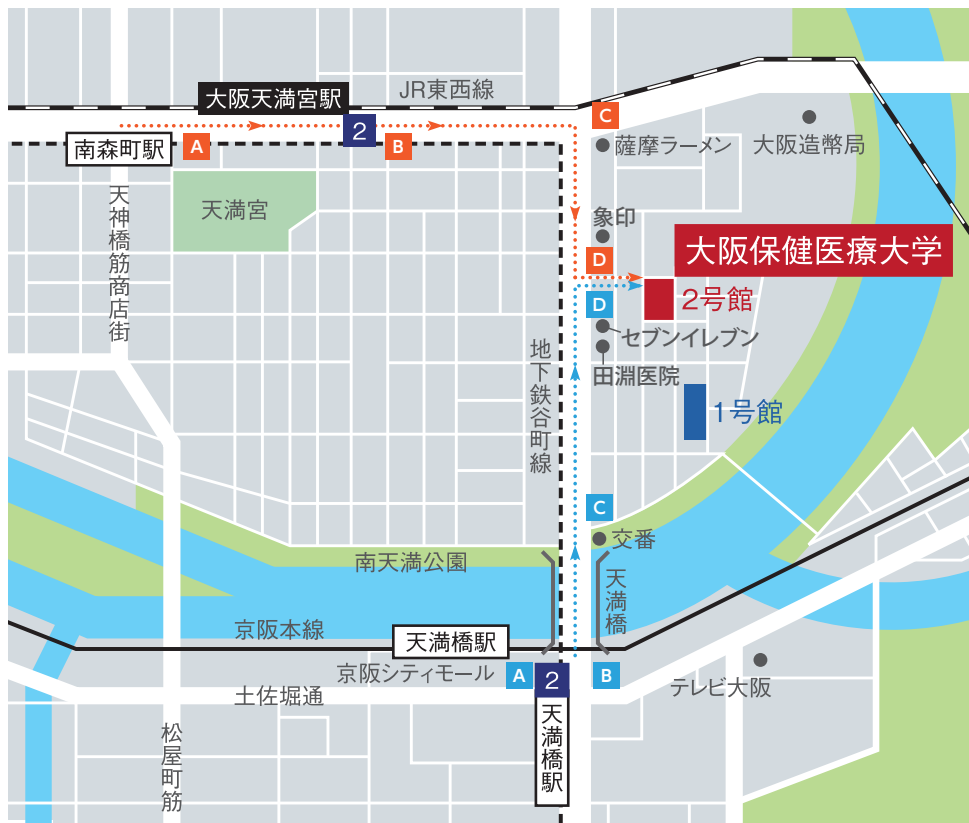 JR東西線
大阪天満宮駅
2
C
南森町駅
A
B
薩摩ラーメン
大阪造幣局
天満宮
天神橋筋商店街
象印
大阪保健医療大学
D
2号館
D
セブンイレブン
地下鉄谷町線
田淵医院
1号館
C
交番
南天満公園
天満橋
京阪本線
天満橋駅
京阪シティモール
A
2
B
テレビ大阪
土佐堀通
天満橋駅
松屋町筋